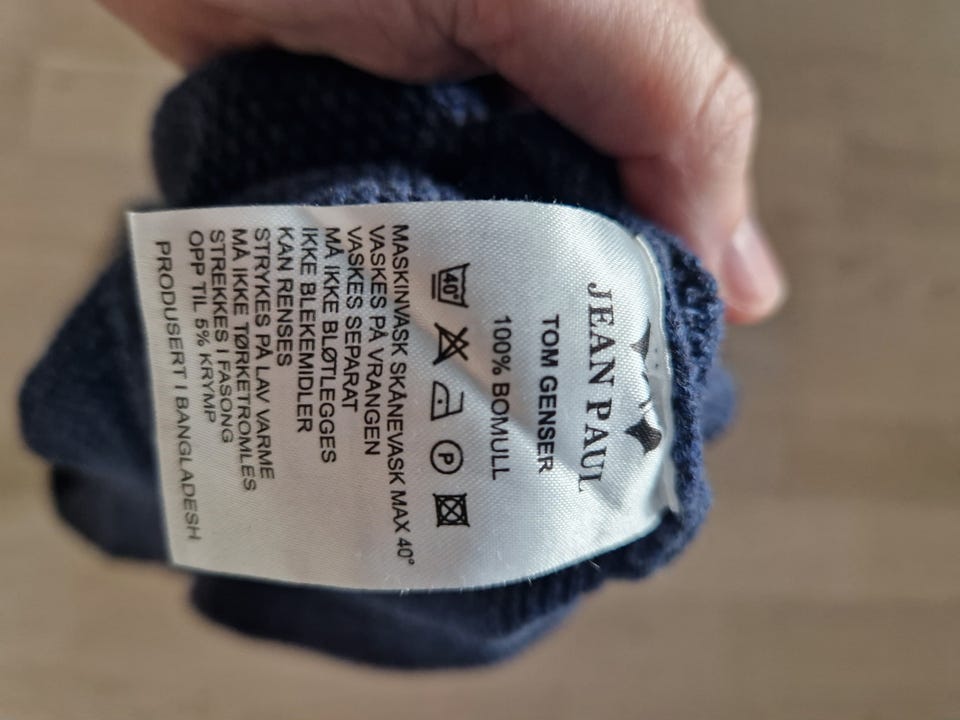 JEAN PAUL
TOM GENSER
100% BOMULL
40°
P
MASKINVASK SKÅNEVASK MAX 40°
VASKES PÅ VRANGEN
VASKES SEPARAT
MÅ IKKE BLØTLEGGES
IKKE BLEKEMIDLER
KAN RENSES
STRYKES PÅ LAV VARME
MÅ IKKE TØRKETROMLES
STREKKES I FASONG
OPP TIL 5% KRYMP
PRODUSERT I BANGLADESH